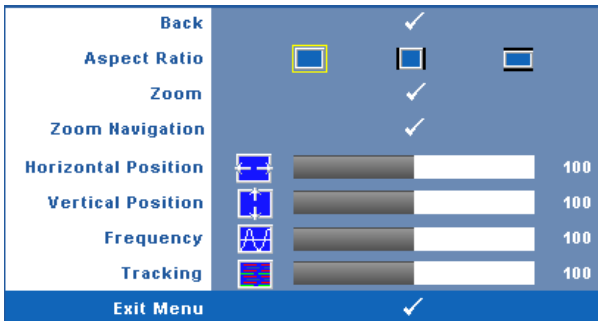 Back
Aspect Ratio
Zoom
Zoom Navigation
Horizontal Position 100
Vertical Position 100
Frequency 100
Tracking 100
Exit Menu